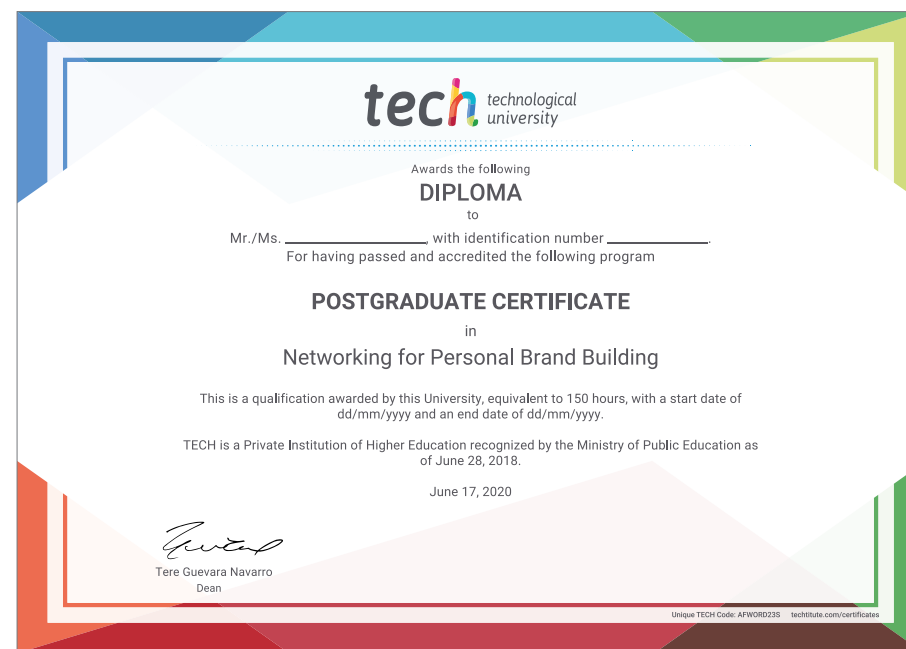 tech technological
university
Awards the following
DIPLOMA
to
Mr./Ms. ____________________, with identification number ______________.
For having passed and accredited the following program
POSTGRADUATE CERTIFICATE
in
Networking for Personal Brand Building
This is a qualification awarded by this University, equivalent to 150 hours, with a start date of
dd/mm/yyyy and an end date of dd/mm/yyyy.
TECH is a Private Institution of Higher Education recognized by the Ministry of Public Education as
of June 28, 2018.
June 17, 2020
Tere Guevara Navarro
Dean
Unique TECH Code: AFWORD23S techtitute.com/certificates